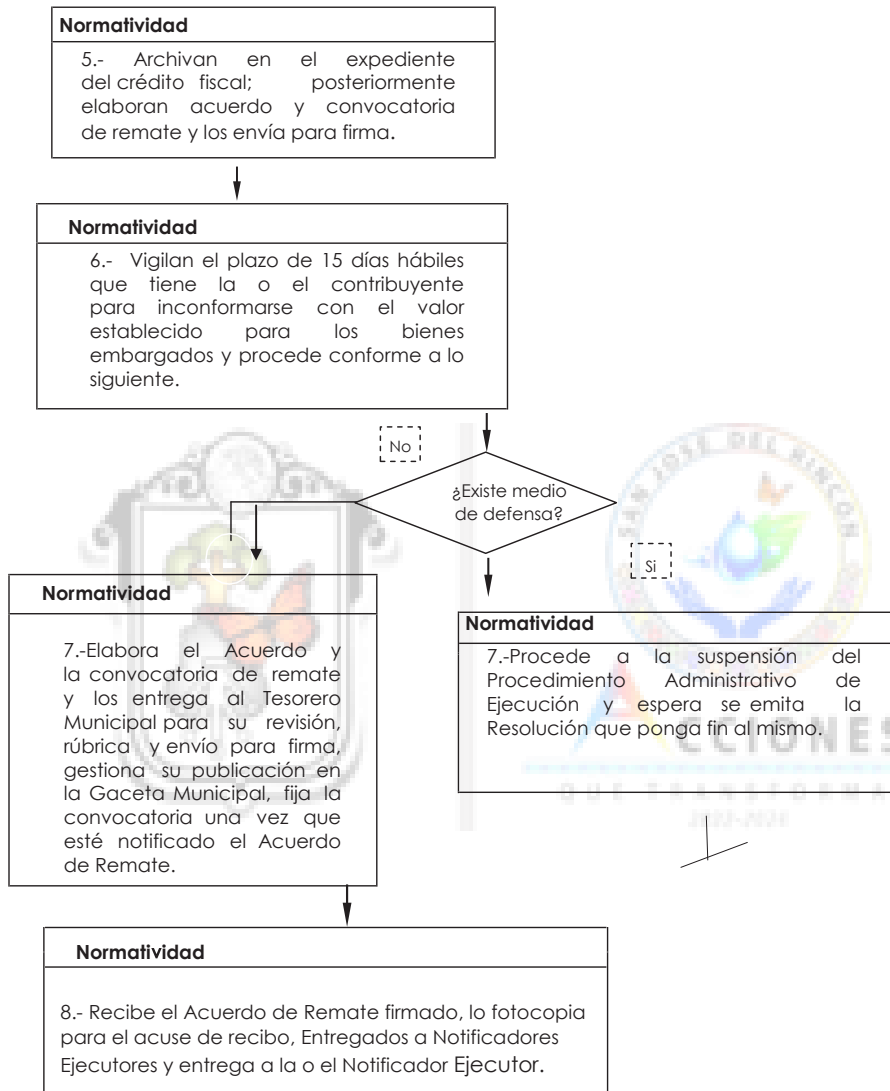 Normatividad
5.- Archivan en el expediente
del crédito fiscal; posteriormente
elaboran acuerdo y convocatoria
de remate y los envía para firma.
Normatividad
6.- Vigilan el plazo de 15 días hábiles
que tiene la o el contribuyente
para inconformarse con el valor
establecido para los bienes
embargados y procede conforme a lo
siguiente.
No
¿Existe medio
de defensa?
Si
SAN JOSE DEL RINCON
Normatividad
7.-Elabora el Acuerdo y
la convocatoria de remate
y los entrega al Tesorero
Municipal para su revisión,
rúbrica y envío para firma,
gestiona su publicación en
la Gaceta Municipal, fija la
convocatoria una vez que
esté notificado el Acuerdo
de Remate.
Normatividad
7.-Procede a la suspensión del
Procedimiento Administrativo de
Ejecución y espera se emita la
Resolución que ponga fin al mismo.
ACCIONES
QUE TRANSFORMA
Normatividad
8.- Recibe el Acuerdo de Remate firmado, lo fotocopia
para el acuse de recibo, Entregados a Notificadores
Ejecutores y entrega a la o el Notificador Ejecutor.